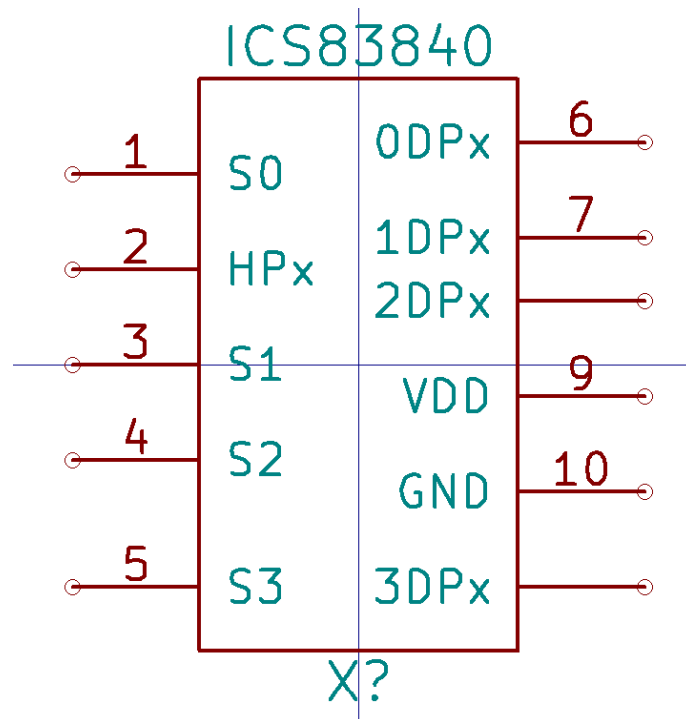 ICS83840
1 S0
2 HPx
3 S1
4 S2
5 S3
0DPx 6
1DPx 7
2DPx
VDD 9
GND 10
3DPx
X?